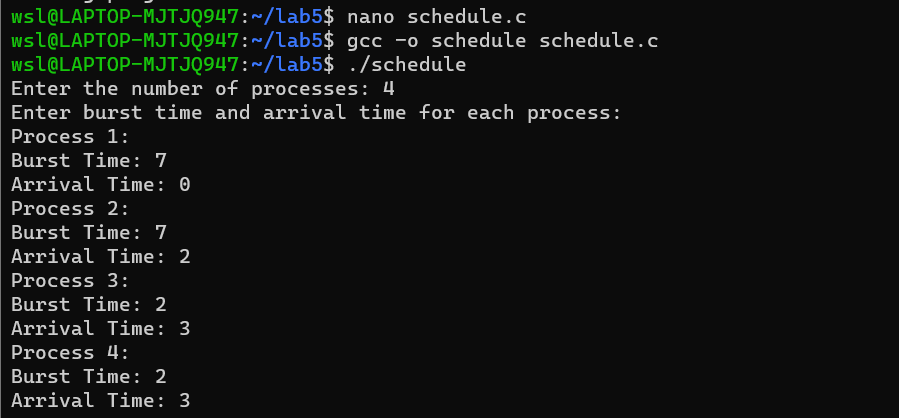 wsl@LAPTOP-MJTJQ947:~/lab5$ nano schedule.c
wsl@LAPTOP-MJTJQ947:~/lab5$ gcc -o schedule schedule.c
wsl@LAPTOP-MJTJQ947:~/lab5$ ./schedule
Enter the number of processes: 4
Enter burst time and arrival time for each process:
Process 1:
Burst Time: 7
Arrival Time: 0
Process 2:
Burst Time: 7
Arrival Time: 2
Process 3:
Burst Time: 2
Arrival Time: 3
Process 4:
Burst Time: 2
Arrival Time: 3